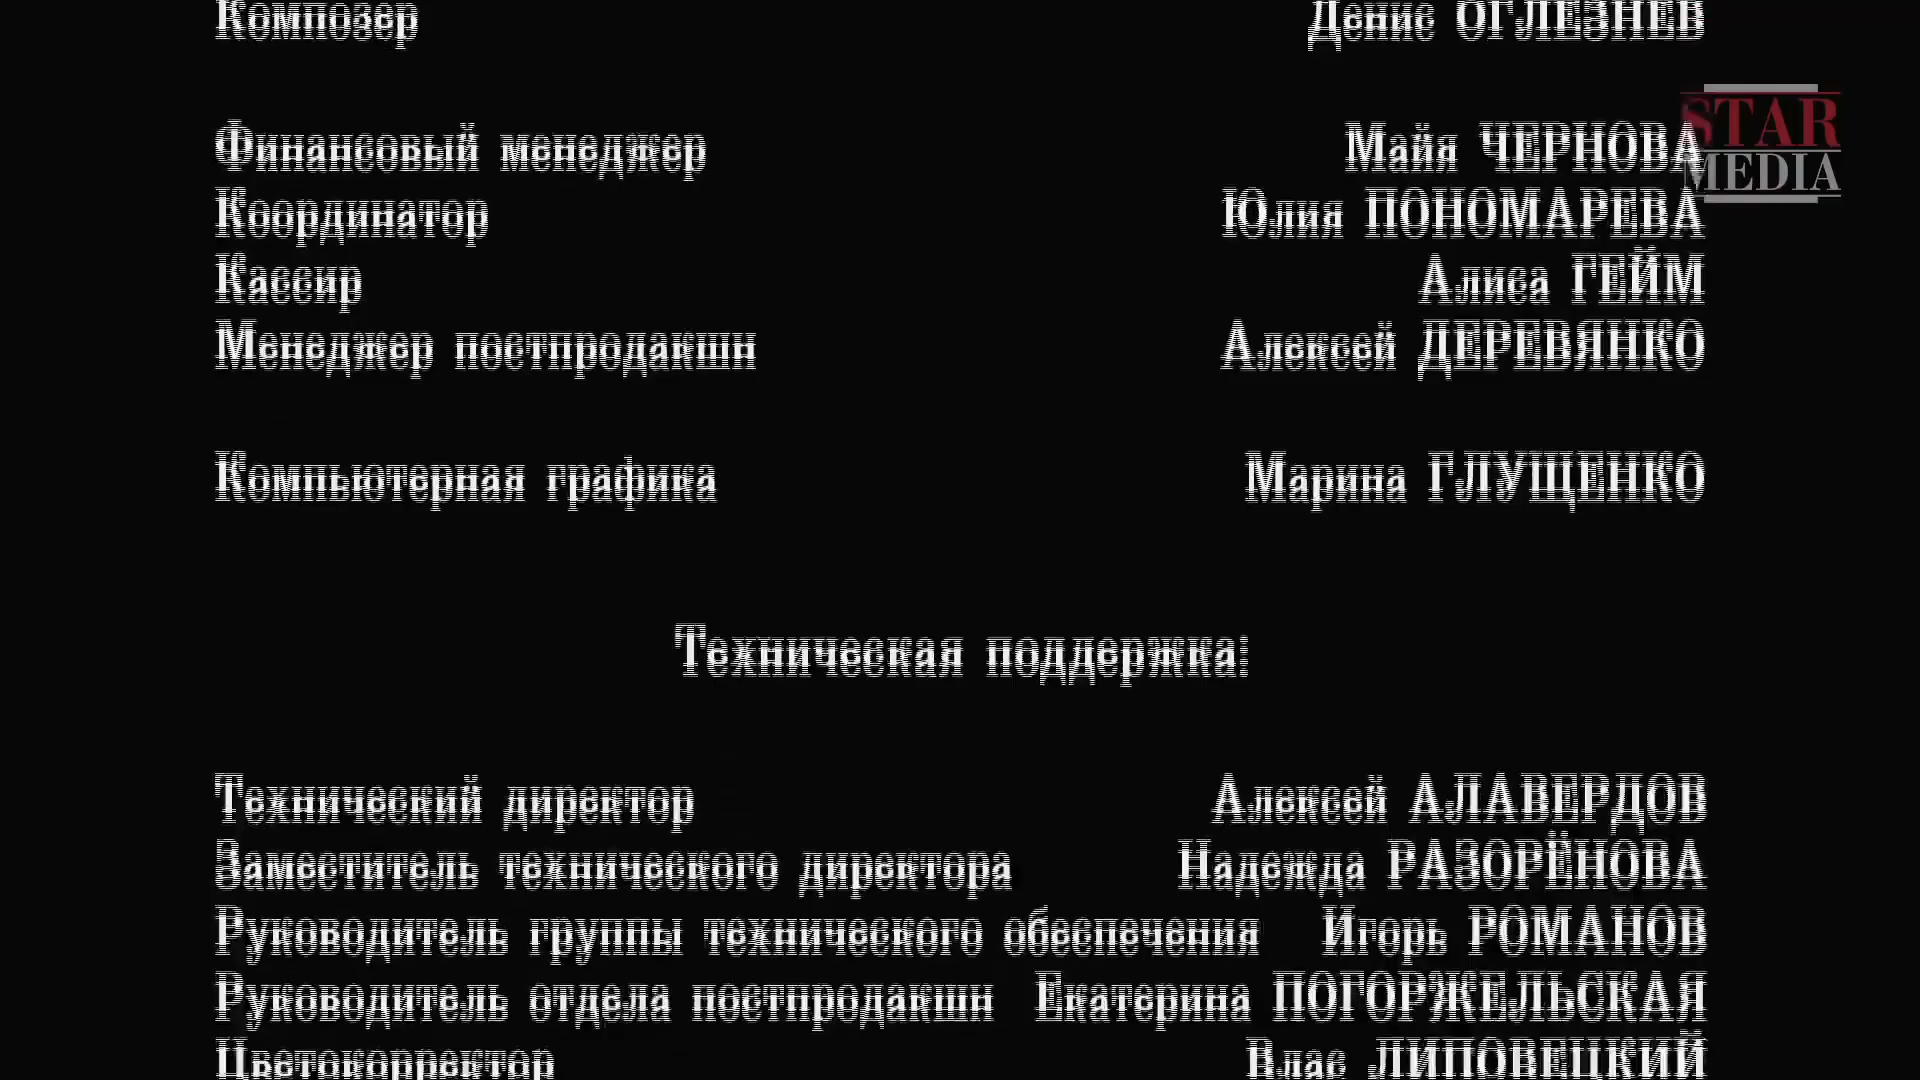 Композер Денис ОГЛЕЗНЕВ
STAR
MEDIA
Финансовый менеджер Майя ЧЕРНОВА
Координатор Юлия ПОНОМАРЕВА
Кассир Алиса ГЕЙМ
Менеджер постпродакшн Алексей ДЕРЕВЯНКО
Компьютерная графика Марина ГЛУЩЕНКО
Техническая поддержка:
Технический директор Алексей АЛАВЕРДОВ
Заместитель технического директора Надежда РАЗОРЁНОВА
Руководитель группы технического обеспечения Игорь РОМАНОВ
Руководитель отдела постпродакшн Екатерина ПОГОРЖЕЛЬСКАЯ
Цветокорректор Влас ЛИПОВЕЦКИЙ